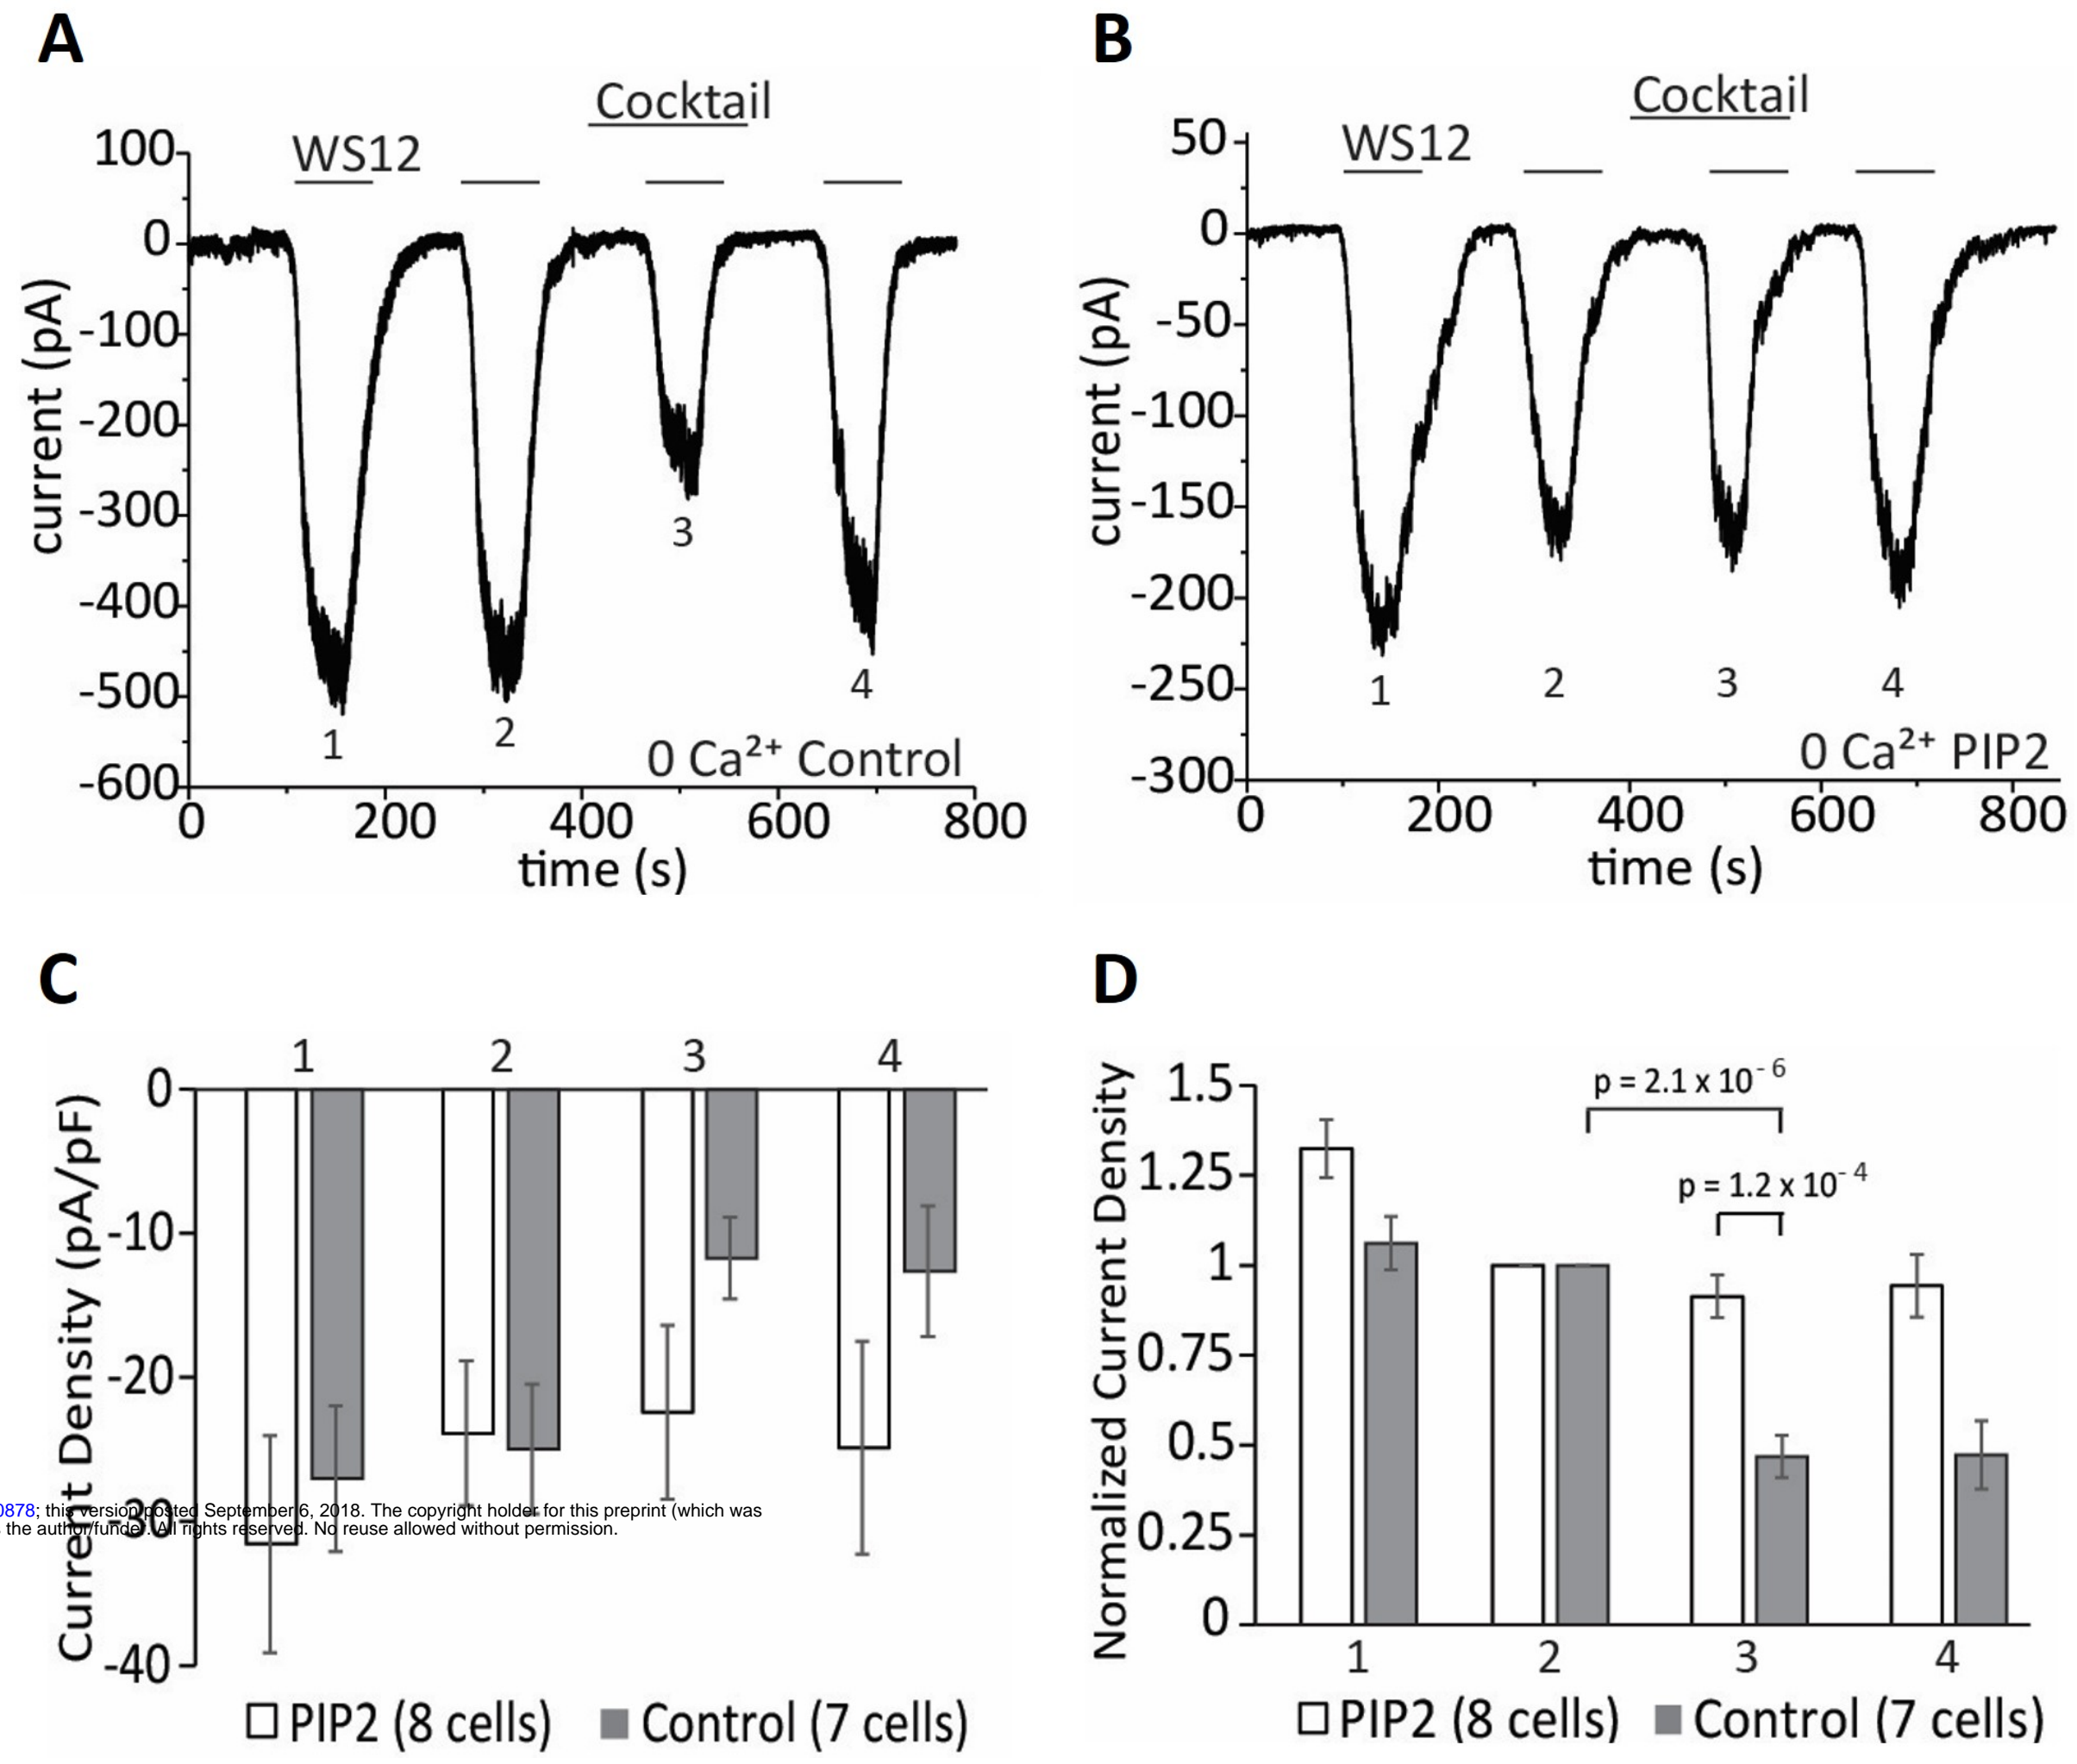 A
Cocktail
WS12
100
0
-100
-200
-300
-400
-500
-600
current (pA)
1
2
3
4
0 Ca²⁺ Control
0 200 400 600 800
time (s)
B
Cocktail
WS12
50
0
-50
-100
-150
-200
-250
-300
current (pA)
1 2 3 4
0 Ca²⁺ PIP2
0 200 400 600 800
time (s)
C
1 2 3 4
0
-10
-20
-30
-40
Current Density (pA/pF)
0878; this version posted September 6, 2018. The copyright holder for this preprint (which was
the author/funder. All rights reserved. No reuse allowed without permission.
PIP2 (8 cells) Control (7 cells)
D
p = 2.1 x 10⁻⁶
p = 1.2 x 10⁻⁴
1.5
1.25
1
0.75
0.5
0.25
0
Normalized Current Density
1 2 3 4
PIP2 (8 cells) Control (7 cells)